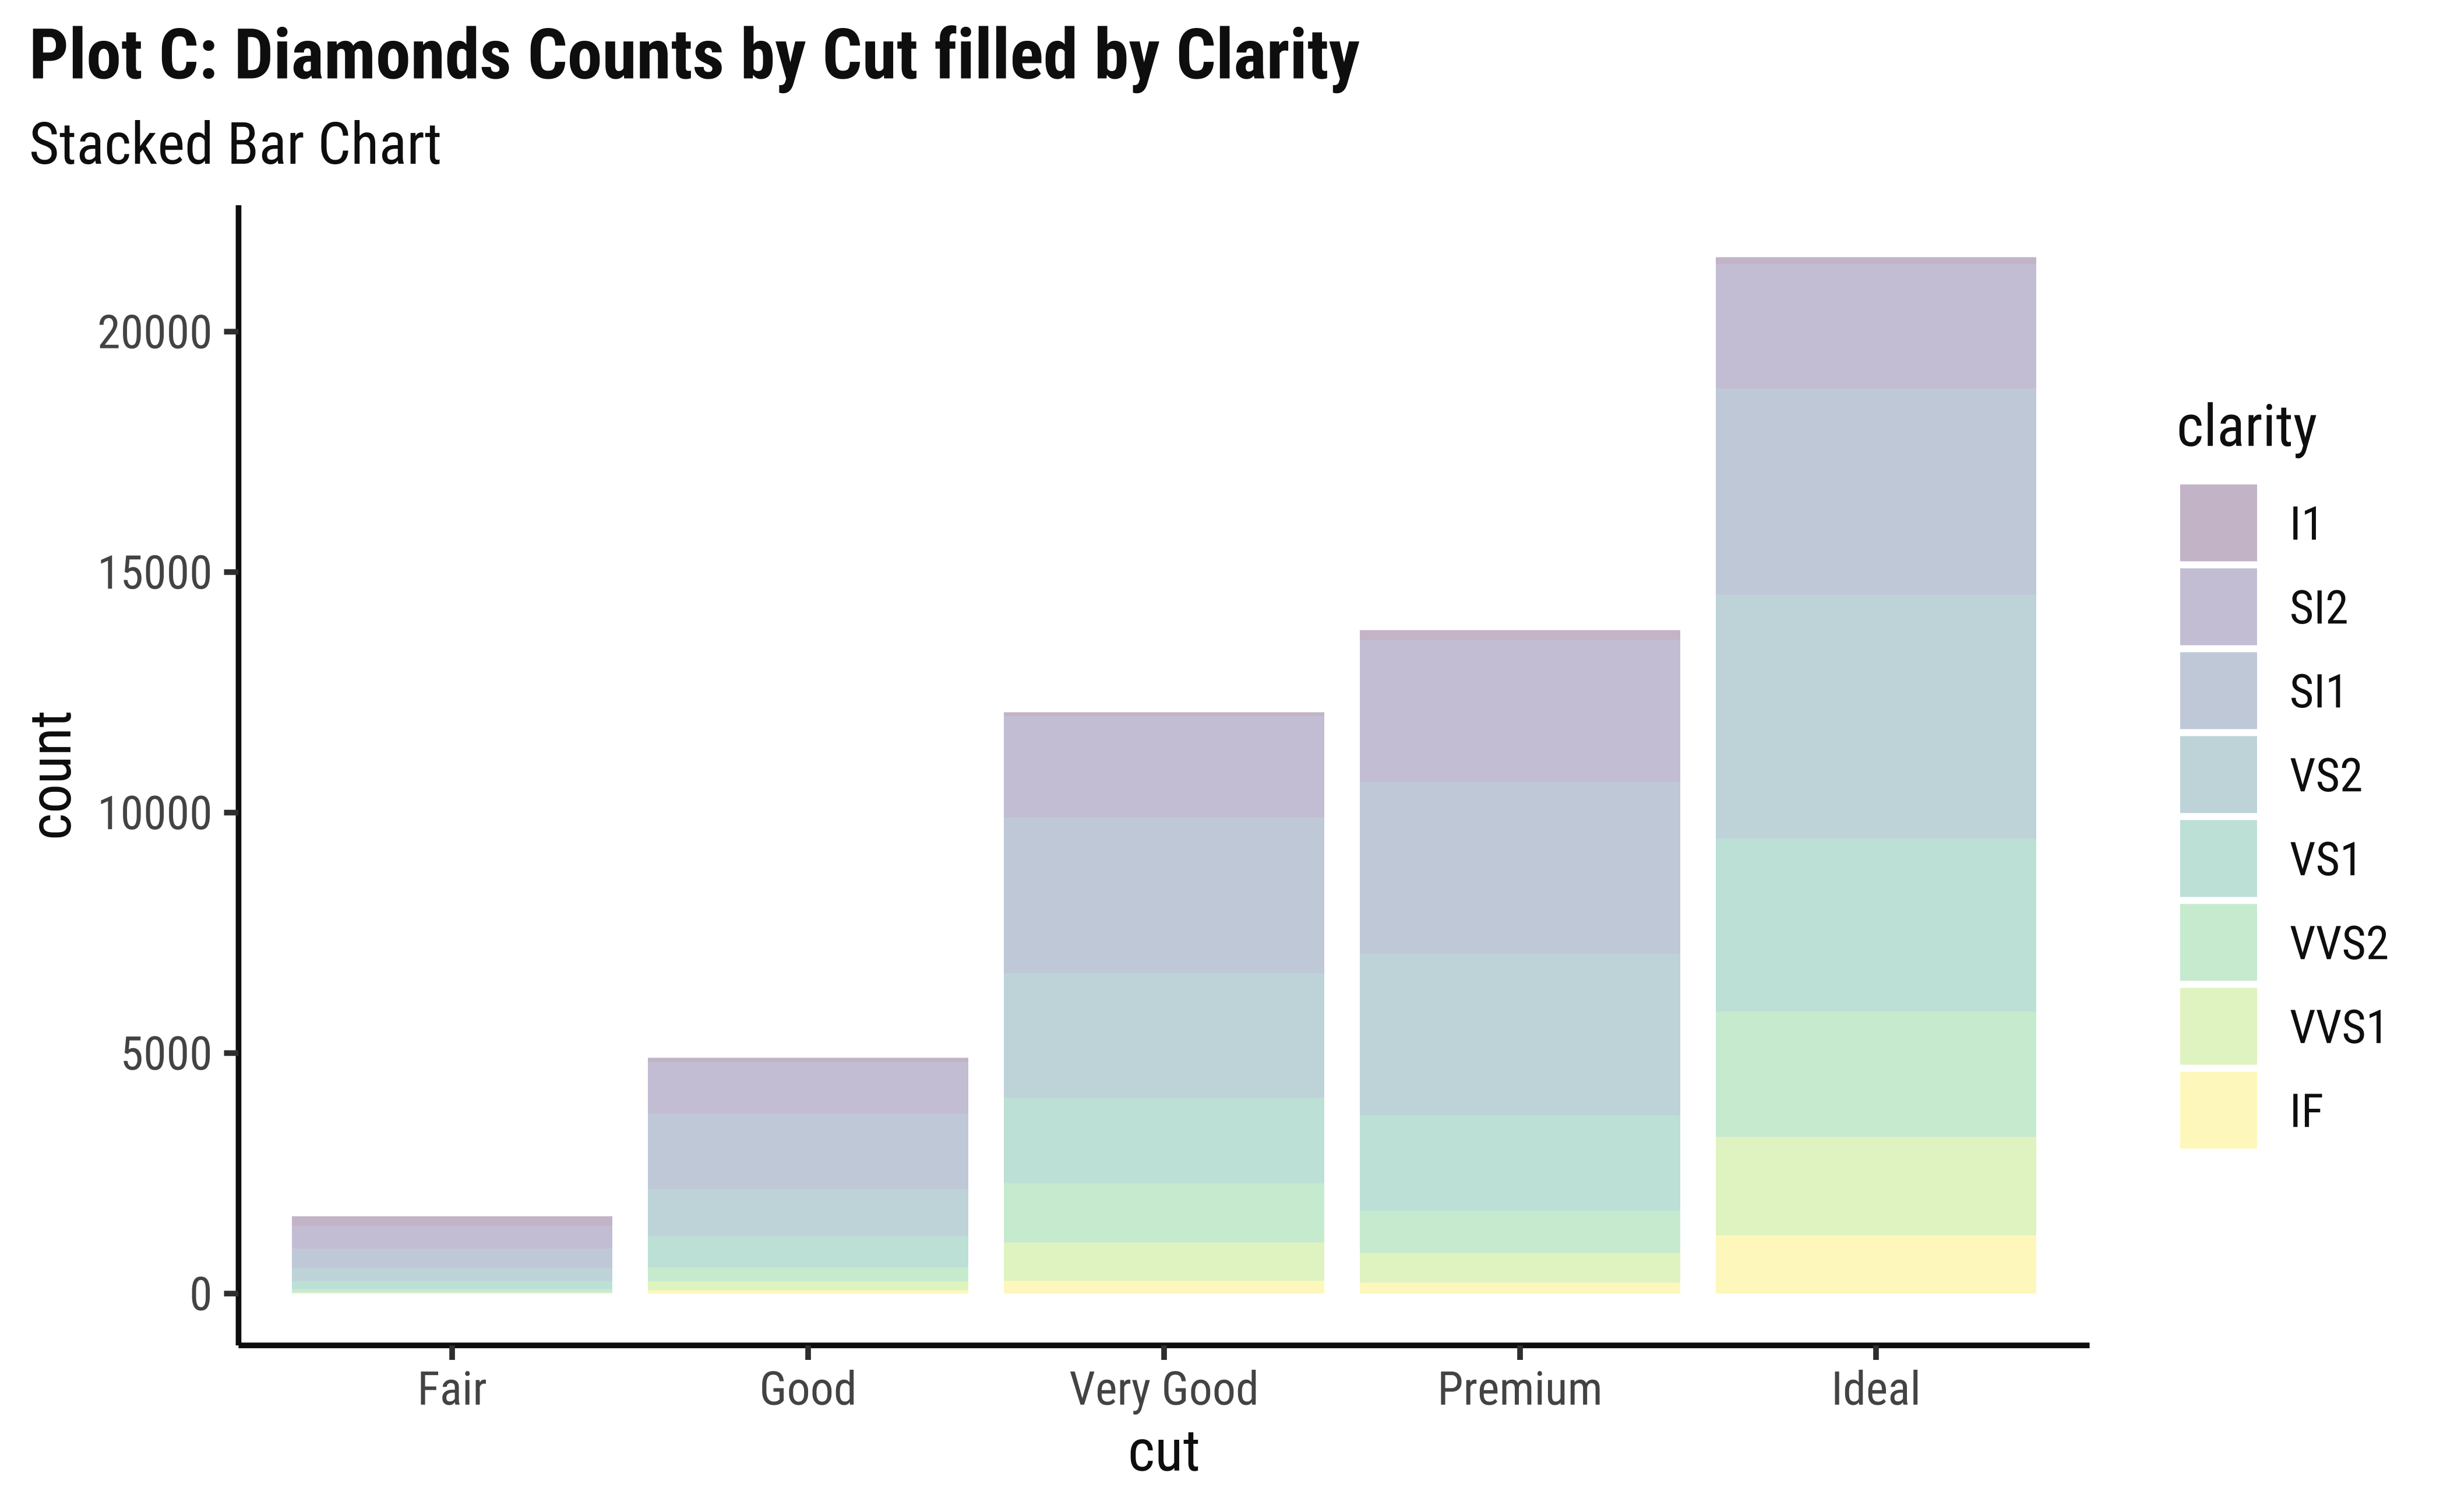 Plot C: Diamonds Counts by Cut filled by Clarity
Stacked Bar Chart
count
20000
15000
10000
5000
0
Fair
Good
Very Good
Premium
Ideal
cut
clarity
I1
SI2
SI1
VS2
VS1
VVS2
VVS1
IF